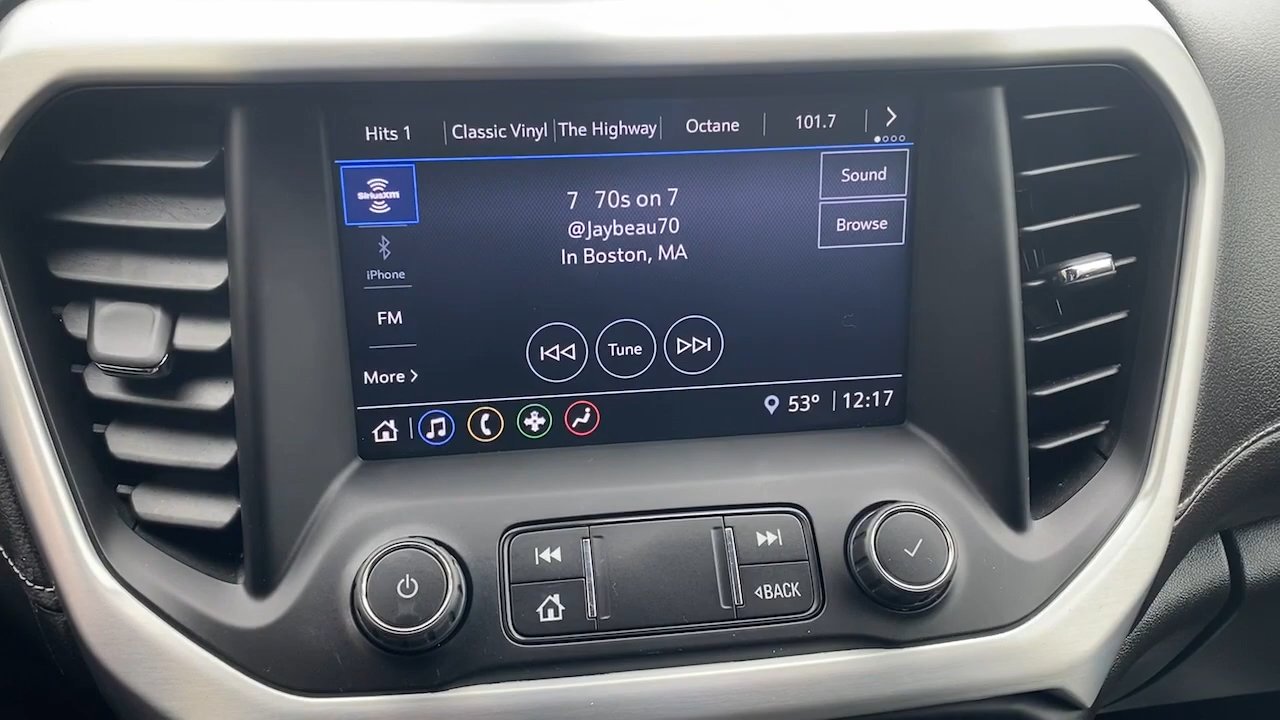 Hits 1
Classic Vinyl
The Highway
Octane
101.7
SiriusXM
7 70s on 7
@Jaybeau70
In Boston, MA
Sound
Browse
iPhone
FM
More
Tune
53°
12:17
BACK